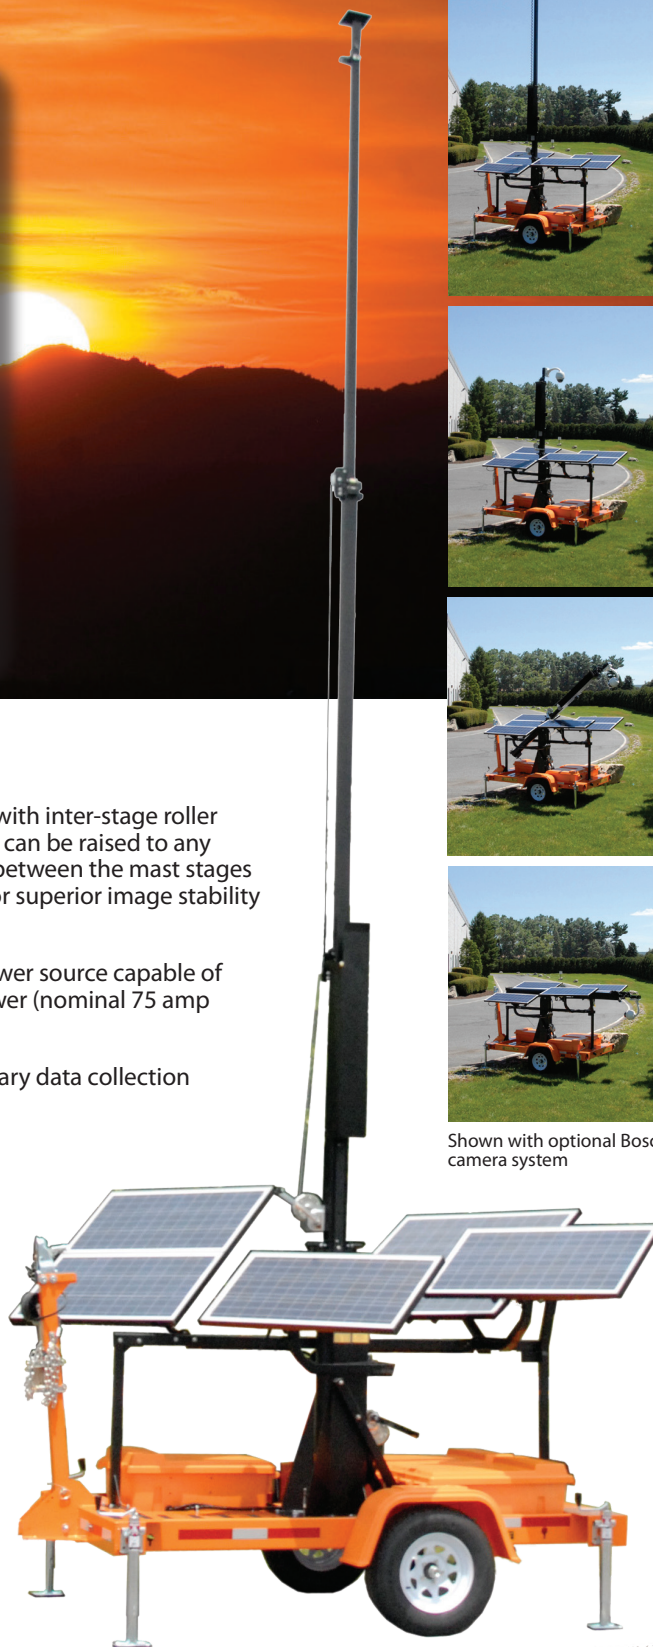 with inter-stage roller
can be raised to any
between the mast stages
or superior image stability
wer source capable of
wer (nominal 75 amp
ary data collection
Shown with optional Bosc
camera system